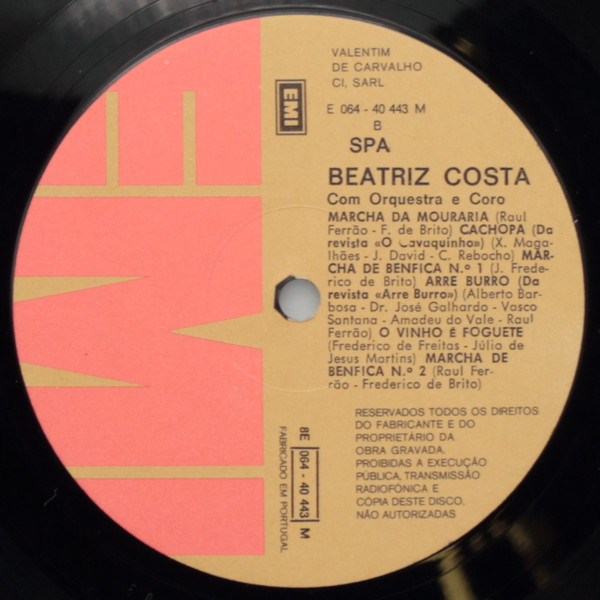 VALENTIM
DE CARVALHO
CI, SARL
EMI
E 064 - 40 443 M
B
SPA
BEATRIZ COSTA
Com Orquestra e Coro
MARCHA DA MOURARIA (Raul
Ferrão - F. de Brito) CACHOPA (Da
revista «O Cavaquinho») (X. Maga-
lhães - J. David - C. Rebocho) MAR-
CHA DE BENFICA N.º 1 (J. Frede-
rico de Brito) ARRE BURRO (Da
revista «Arre Burro») (Alberto Bar-
bosa - Dr. José Galhardo - Vasco
Santana - Amadeu do Vale - Raul
Ferrão) O VINHO É FOGUETE
(Frederico de Freitas - Júlio de
Jesus Martins) MARCHA DE
BENFICA N.º 2 (Raul Fer-
rão - Frederico de Brito)
RESERVADOS TODOS OS DIREITOS
DO FABRICANTE E DO
PROPRIETÁRIO DA
OBRA GRAVADA.
PROIBIDAS A EXECUÇÃO
PÚBLICA, TRANSMISSÃO
RADIOFÓNICA E
CÓPIA DESTE DISCO,
NÃO AUTORIZADAS
8E 064 - 40 443 M
FABRICADO EM PORTUGAL
EMI